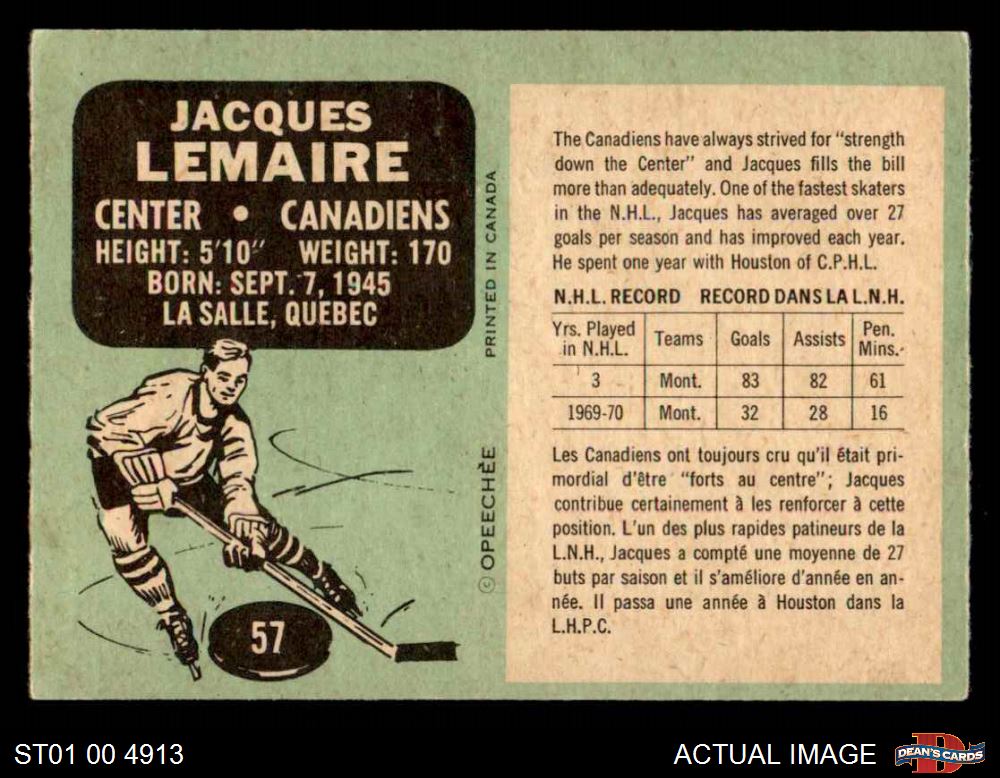 JACQUES
LEMAIRE
CENTER • CANADIENS
HEIGHT: 5'10" WEIGHT: 170
BORN: SEPT. 7, 1945
LA SALLE, QUEBEC
57
© OPEECHÈE PRINTED IN CANADA
The Canadiens have always strived for "strength
down the Center" and Jacques fills the bill
more than adequately. One of the fastest skaters
in the N.H.L., Jacques has averaged over 27
goals per season and has improved each year.
He spent one year with Houston of C.P.H.L.
N.H.L. RECORD RECORD DANS LA L.N.H.
Yrs. Played in N.H.L. Teams Goals Assists Pen. Mins.
3 Mont. 83 82 61
1969-70 Mont. 32 28 16
Les Canadiens ont toujours cru qu'il était pri-
mordial d'être "forts au centre"; Jacques
contribue certainement à les renforcer à cette
position. L'un des plus rapides patineurs de la
L.N.H., Jacques a compté une moyenne de 27
buts par saison et il s'améliore d'année en an-
née. Il passa une année à Houston dans la
L.H.P.C.
ST01 00 4913
ACTUAL IMAGE
DEAN'S CARDS